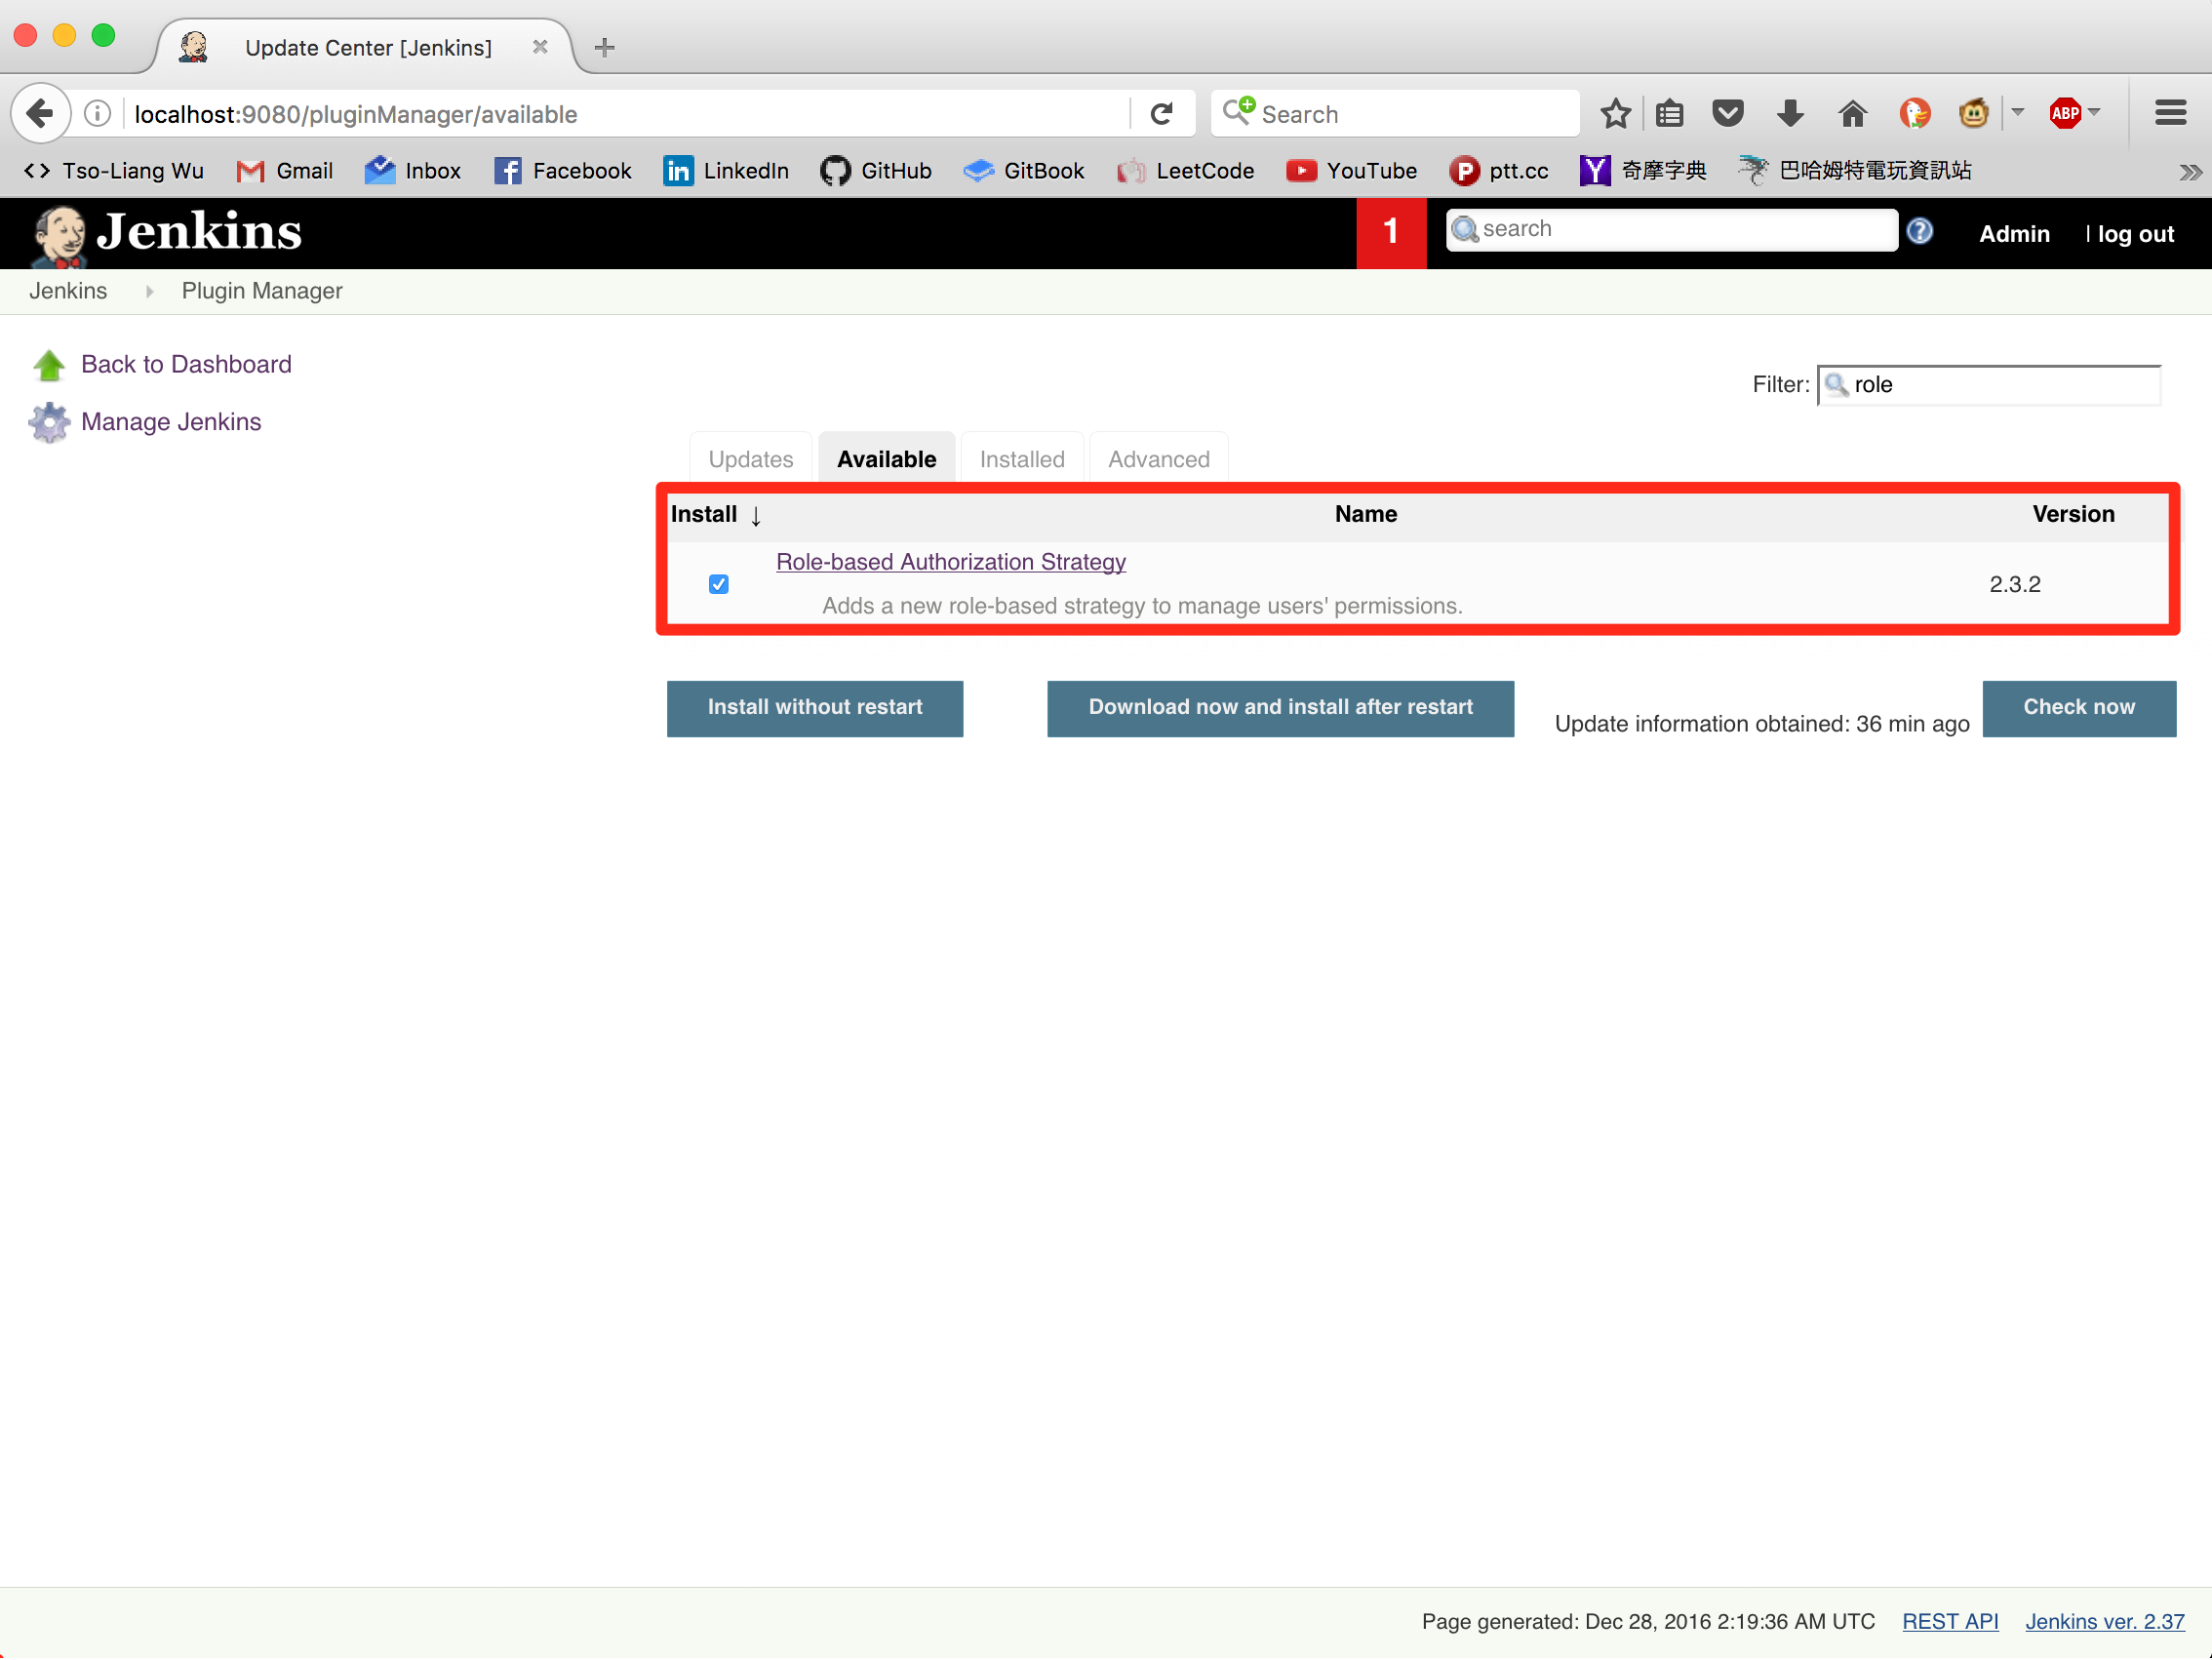 Update Center [Jenkins]
localhost:9080/pluginManager/available
Search
ABP
Tso-Liang Wu
Gmail
Inbox
Facebook
LinkedIn
GitHub
GitBook
LeetCode
YouTube
ptt.cc
奇摩字典
巴哈姆特電玩資訊站
Jenkins
1
search
Admin
| log out
Jenkins
Plugin Manager
Back to Dashboard
Manage Jenkins
Filter: role
Updates
Available
Installed
Advanced
Install ↓
Name
Version
Role-based Authorization Strategy
Adds a new role-based strategy to manage users' permissions.
2.3.2
Install without restart
Download now and install after restart
Update information obtained: 36 min ago
Check now
Page generated: Dec 28, 2016 2:19:36 AM UTC
REST API
Jenkins ver. 2.37